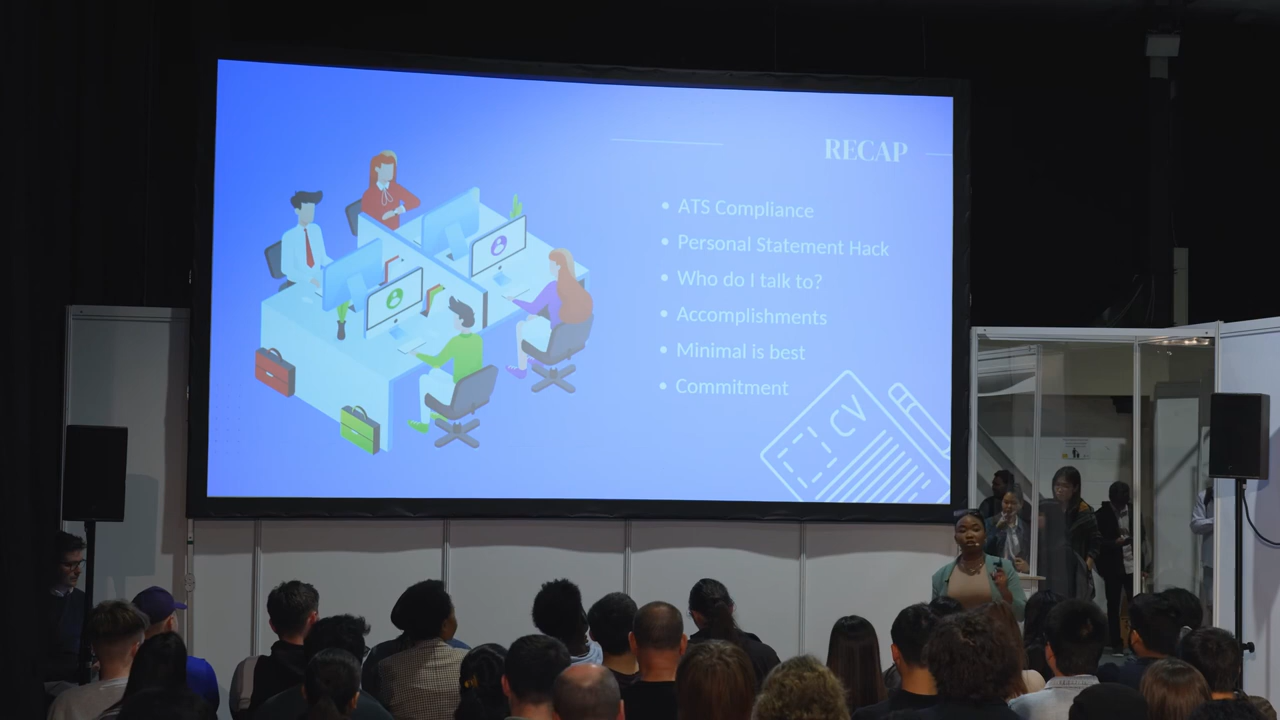 RECAP
• ATS Compliance
• Personal Statement Hack
• Who do I talk to?
• Accomplishments
• Minimal is best
• Commitment
CV